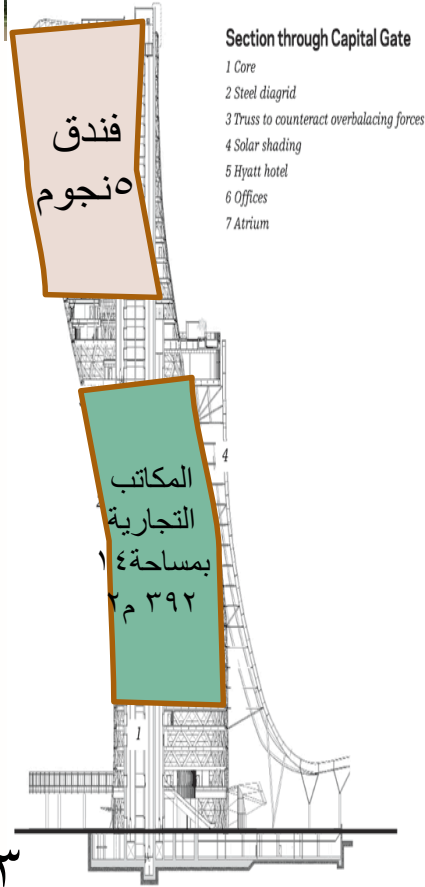 Section through Capital Gate
1 Core
2 Steel diagrid
3 Truss to counteract overbalacing forces
4 Solar shading
5 Hyatt hotel
6 Offices
7 Atrium
فندق
٥نجوم
4
المكاتب
التجارية
بمساحة١٤
٣٩٢ م٢
1
٣